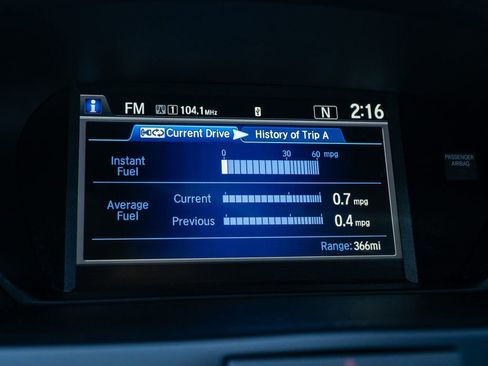 i FM 1 104.1MHz N 2:16
Current Drive History of Trip A
Instant Fuel 0 30 60 mpg
Average Fuel
Current 0.7 mpg
Previous 0.4 mpg
Range: 366mi
PASSENGER
AIRBAG